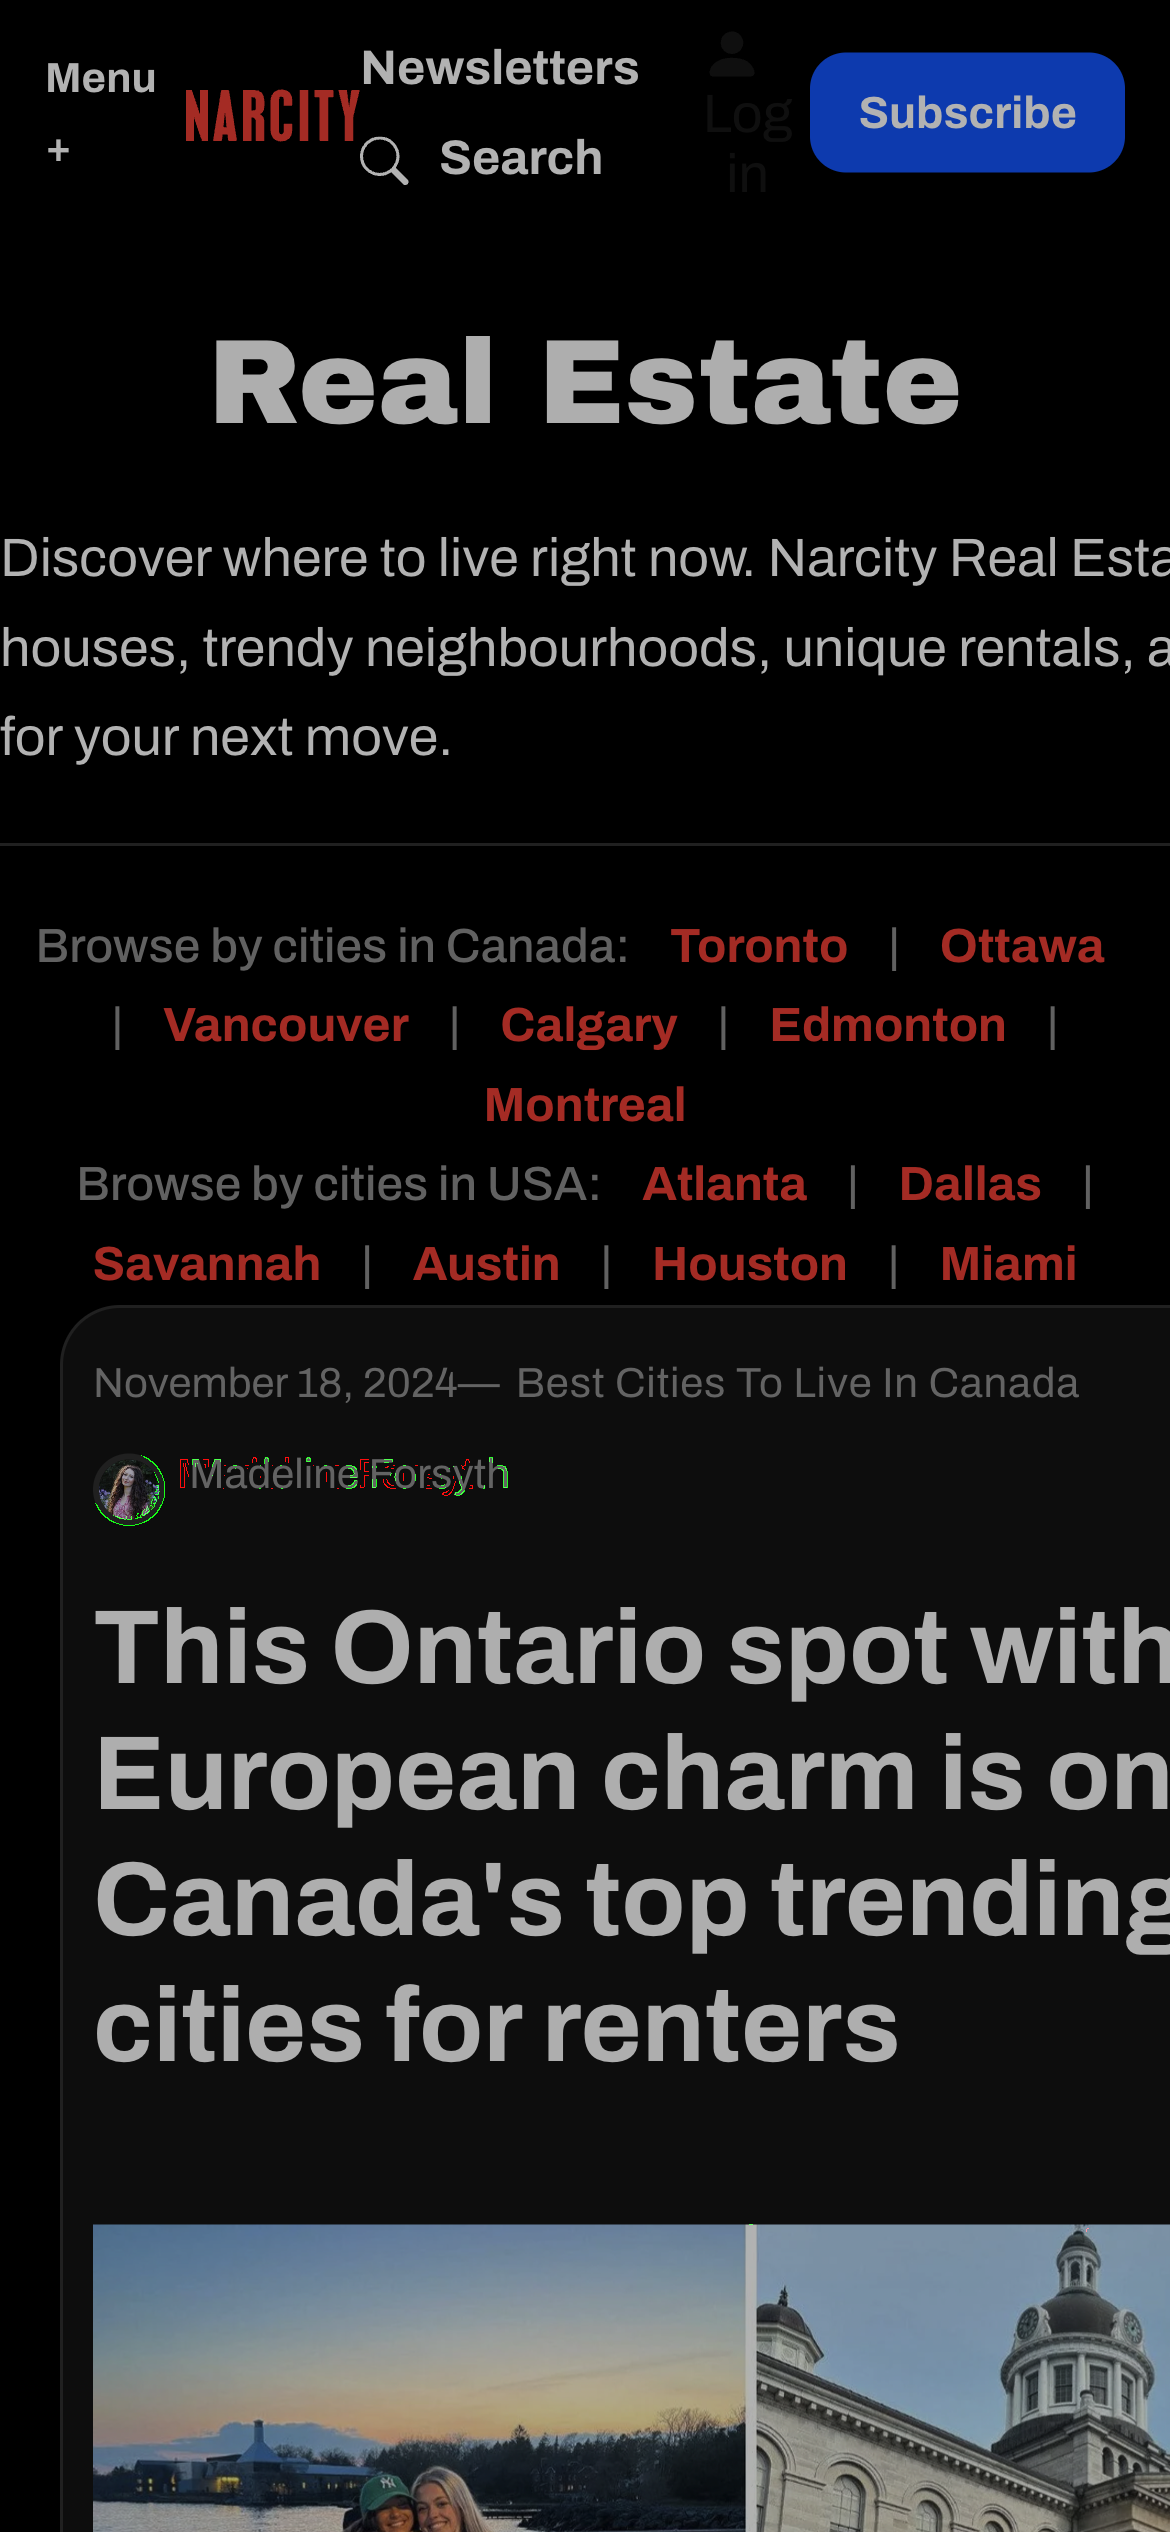 Menu
+
NARCITY
Newsletters
Search
Log
in
Subscribe
Real Estate
Discover where to live right now. Narcity Real Esta
houses, trendy neighbourhoods, unique rentals, a
for your next move.
Browse by cities in Canada: Toronto | Ottawa
| Vancouver | Calgary | Edmonton |
Montreal
Browse by cities in USA: Atlanta | Dallas |
Savannah | Austin | Houston | Miami
November 18, 2024— Best Cities To Live In Canada
Madeline Forsyth
This Ontario spot with
European charm is on
Canada's top trending
cities for renters